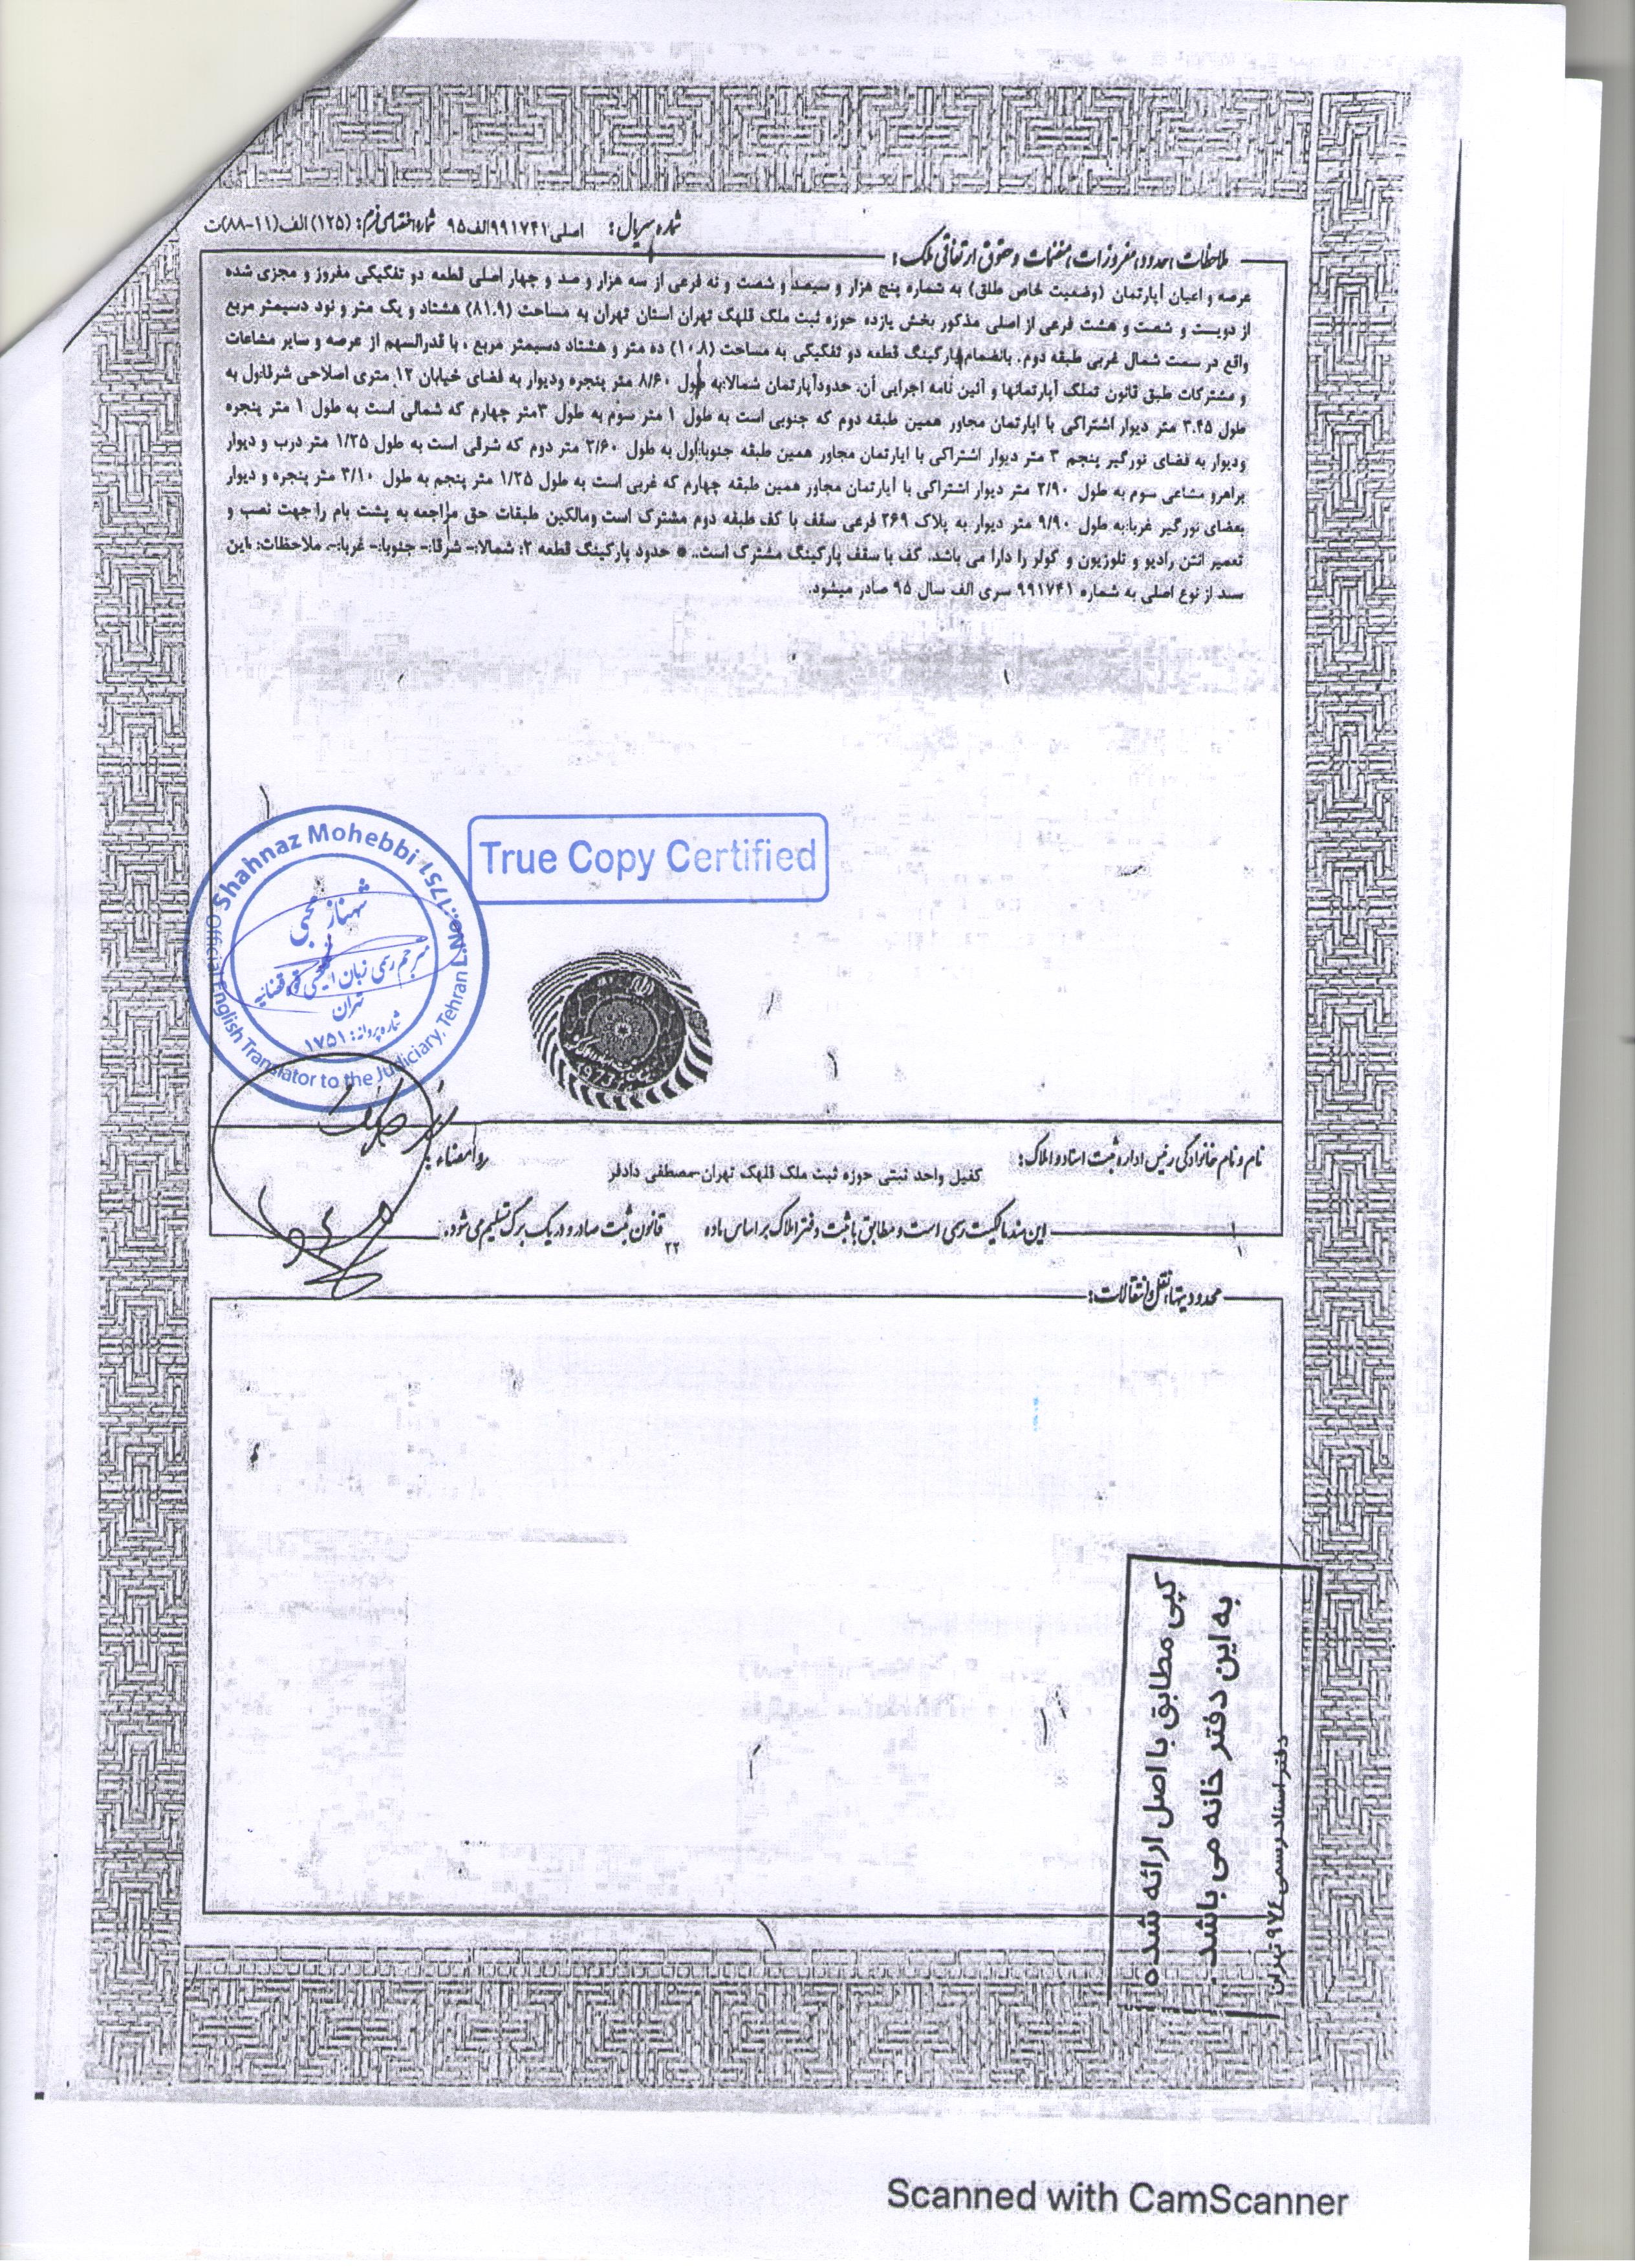 شماره سریال: اصلی ۹۹۱۷۴۱ الف ۹۵ شماره اختصاصی فرم: (۱۲۵) الف (۱۱-۸۸) ت
ملاحظات، حدود، مفروزات، منضمات و حقوق ارتفاقی ملک:
عرصه و اعیان آپارتمان (وضعیت خاص طلق) به شماره پنج هزار و سیصد و شصت و نه فرعی از سه هزار و صد و چهار اصلی قطعه دو تفکیکی مفروز و مجزی شده
از دویست و شصت و هشت فرعی از اصلی مذکور بخش یازده حوزه ثبت ملک قلهک تهران استان تهران به مساحت (۸۱.۹) هشتاد و یک متر و نود دسیمتر مربع
واقع در سمت شمال غربی طبقه دوم. بانضمام پارکینگ قطعه دو تفکیکی به مساحت (۱۰.۸) ده متر و هشتاد دسیمتر مربع ، با قدرالسهم از عرصه و سایر مشاعات
و مشترکات طبق قانون تملک آپارتمانها و آئین نامه اجرایی آن. حدود آپارتمان شمالا: به طول ۸/۶۰ متر پنجره ودیوار به فضای خیابان ۱۲ متری اصلاحی شرقا: اول به
طول ۳.۴۵ متر دیوار اشتراکی با اپارتمان مجاور همین طبقه دوم که جنوبی است به طول ۱ متر سوم به طول ۳متر چهارم که شمالی است به طول ۱ متر پنجره
ودیوار به فضای نورگیر پنجم ۳ متر دیوار اشتراکی با اپارتمان مجاور همین طبقه جنوبا: اول به طول ۲/۶۰ متر دوم که شرقی است به طول ۱/۲۵ متر درب و دیوار
براهرو مشاعی سوم به طول ۲/۹۰ متر دیوار اشتراکی با اپارتمان مجاور همین طبقه چهارم که غربی است به طول ۱/۲۵ متر پنجم به طول ۳/۱۰ متر پنجره و دیوار
بفضای نورگیر غربا: به طول ۹/۹۰ متر دیوار به پلاک ۲۶۹ فرعی سقف با کف طبقه دوم مشترک است ومالکین طبقات حق مراجعه به پشت بام را جهت نصب و
تعمیر انتن رادیو و تلوزیون و کولر را دارا می باشد. کف با سقف پارکینگ مشترک است.. * حدود پارکینگ قطعه ۲: شمالا:- شرقا:- جنوبا:- غربا:-. ملاحظات: ،این
سند از نوع اصلی به شماره ۹۹۱۷۴۱ سری الف سال ۹۵ صادر میشود.
True Copy Certified
Shahnaz Mohebbi L.No.1751
Official English Translator to the Judiciary, Tehran
شهناز محبی
مترجم رسمی زبان انگلیسی قوه قضائیه
تهران
شماره پروانه: ۱۷۵۱
نام و نام خانوادگی رئیس اداره ثبت اسناد و املاک: کفیل واحد ثبتی حوزه ثبت ملک قلهک تهران-مصطفی دادفر
این سند مالکیت رسمی است و مطابق با ثبت دفتر املاک بر اساس ماده ۲۲ قانون ثبت صادر و در یک برگ تسلیم می شود.
محدودیتها، نقل و انتقالات:
کپی مطابق با اصل ارائه شده
به این دفتر خانه می باشد.
دفتر اسناد رسمی ۹۷۴ تهران
Scanned with CamScanner